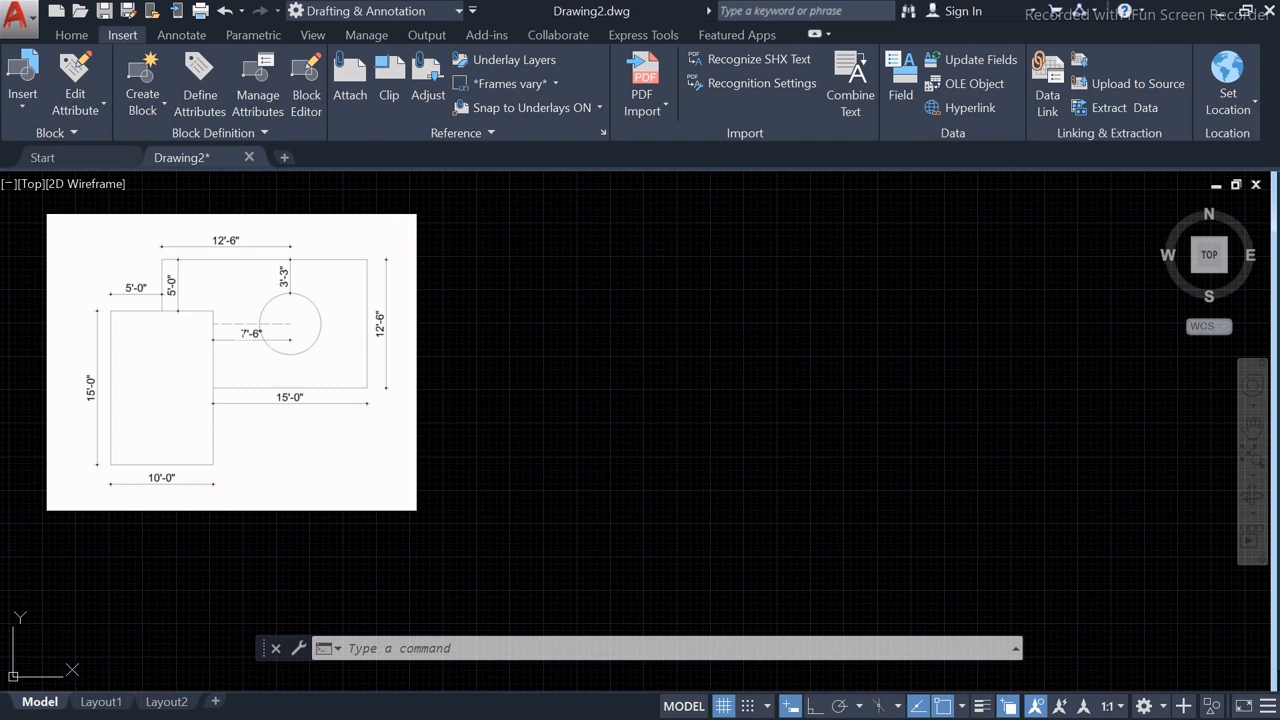 Drafting & Annotation
Drawing2.dwg
Type a keyword or phrase
Sign In
Recorded with iFun Screen Recorder
Home Insert Annotate Parametric View Manage Output Add-ins Collaborate Express Tools Featured Apps
Insert
Edit Attribute
Block
Create Block
Define Attributes
Manage Attributes
Block Editor
Block Definition
Attach
Clip
Adjust
Underlay Layers
*Frames vary*
Snap to Underlays ON
Reference
PDF
PDF Import
Recognize SHX Text
Recognition Settings
Combine Text
Import
Field
Update Fields
OLE Object
Hyperlink
Data
Data Link
Upload to Source
Extract Data
Linking & Extraction
Set Location
Location
Start
Drawing2*
[−][Top][2D Wireframe]
N
W TOP E
S
WCS
12'-6"
5'-0"
5'-0"
3'-3"
7'-6"
12'-6"
15'-0"
15'-0"
10'-0"
Y
X
Type a command
Model Layout1 Layout2
MODEL
1:1